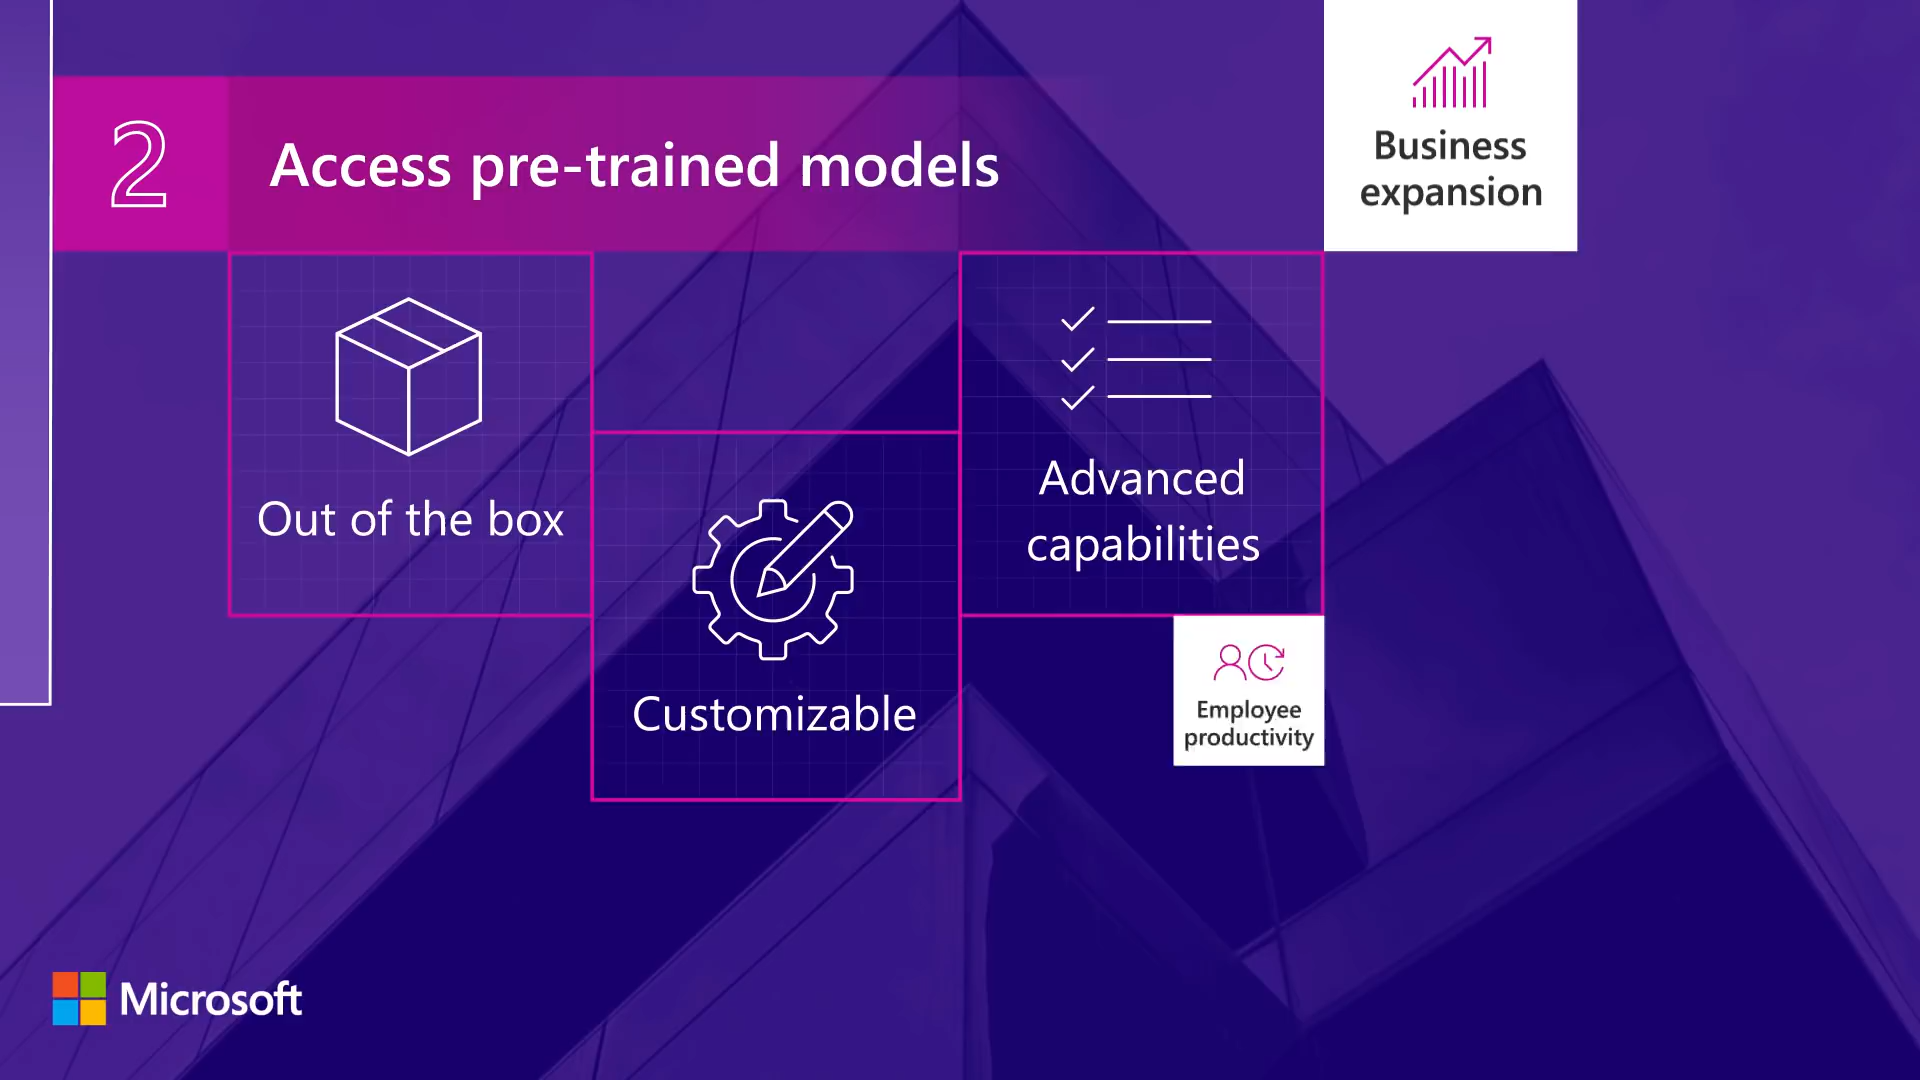 2
Access pre-trained models
Business
expansion
Out of the box
Customizable
Advanced
capabilities
Employee
productivity
Microsoft